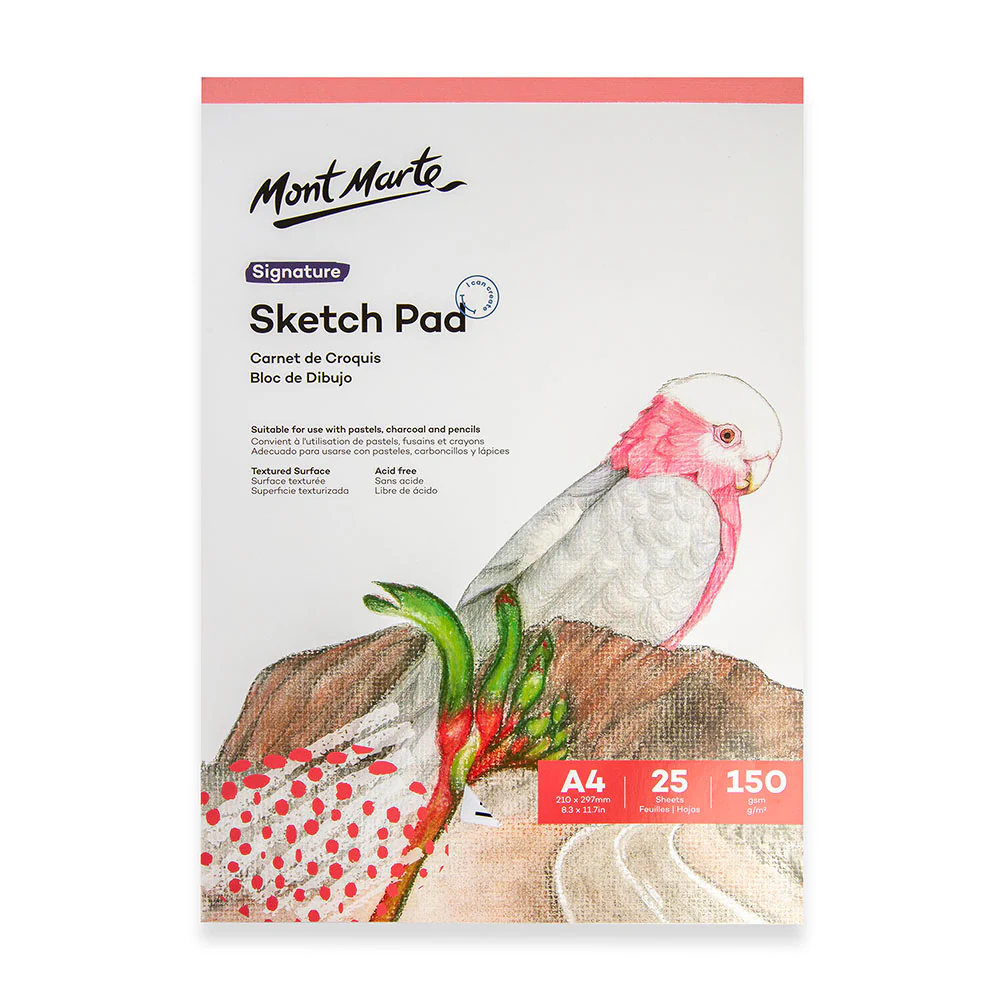 Mont Marte
Signature
I can create
Sketch Pad
Carnet de Croquis
Bloc de Dibujo
Suitable for use with pastels, charcoal and pencils
Convient à l'utilisation de pastels, fusains et crayons
Adecuado para usarse con pasteles, carboncillos y lápices
Textured Surface
Surface texturée
Superficie texturizada
Acid free
Sans acide
Libre de ácido
A4
210 x 297mm
8.3 x 11.7in
25
Sheets
Feuilles | Hojas
150
gsm
g/m²